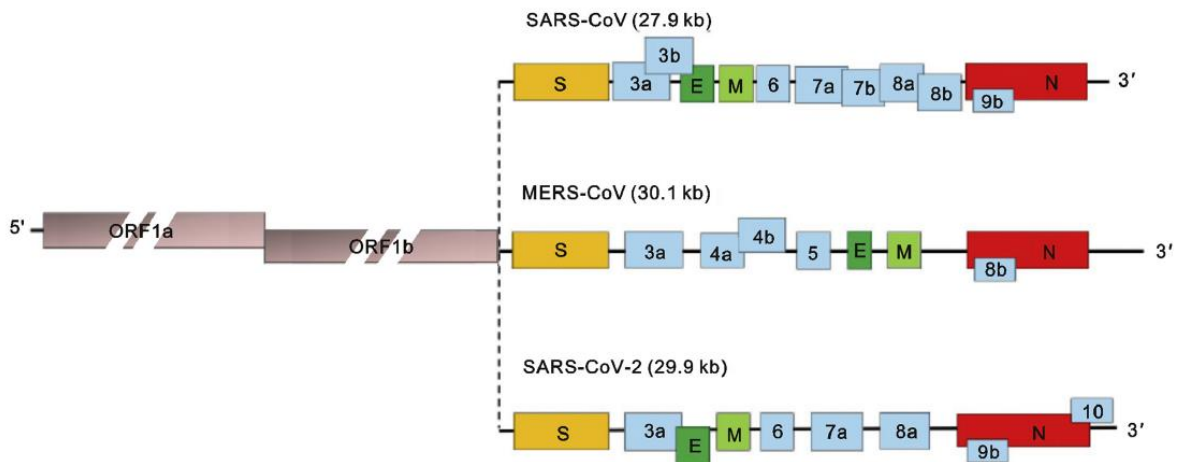 SARS-CoV (27.9 kb)
3b
S 3a E M 6 7a 7b 8a 8b 9b N 3′
MERS-CoV (30.1 kb)
5' ORF1a ORF1b
S 3a 4a 4b 5 E M 8b N 3′
SARS-CoV-2 (29.9 kb)
S 3a E M 6 7a 8a 9b N 10 3′